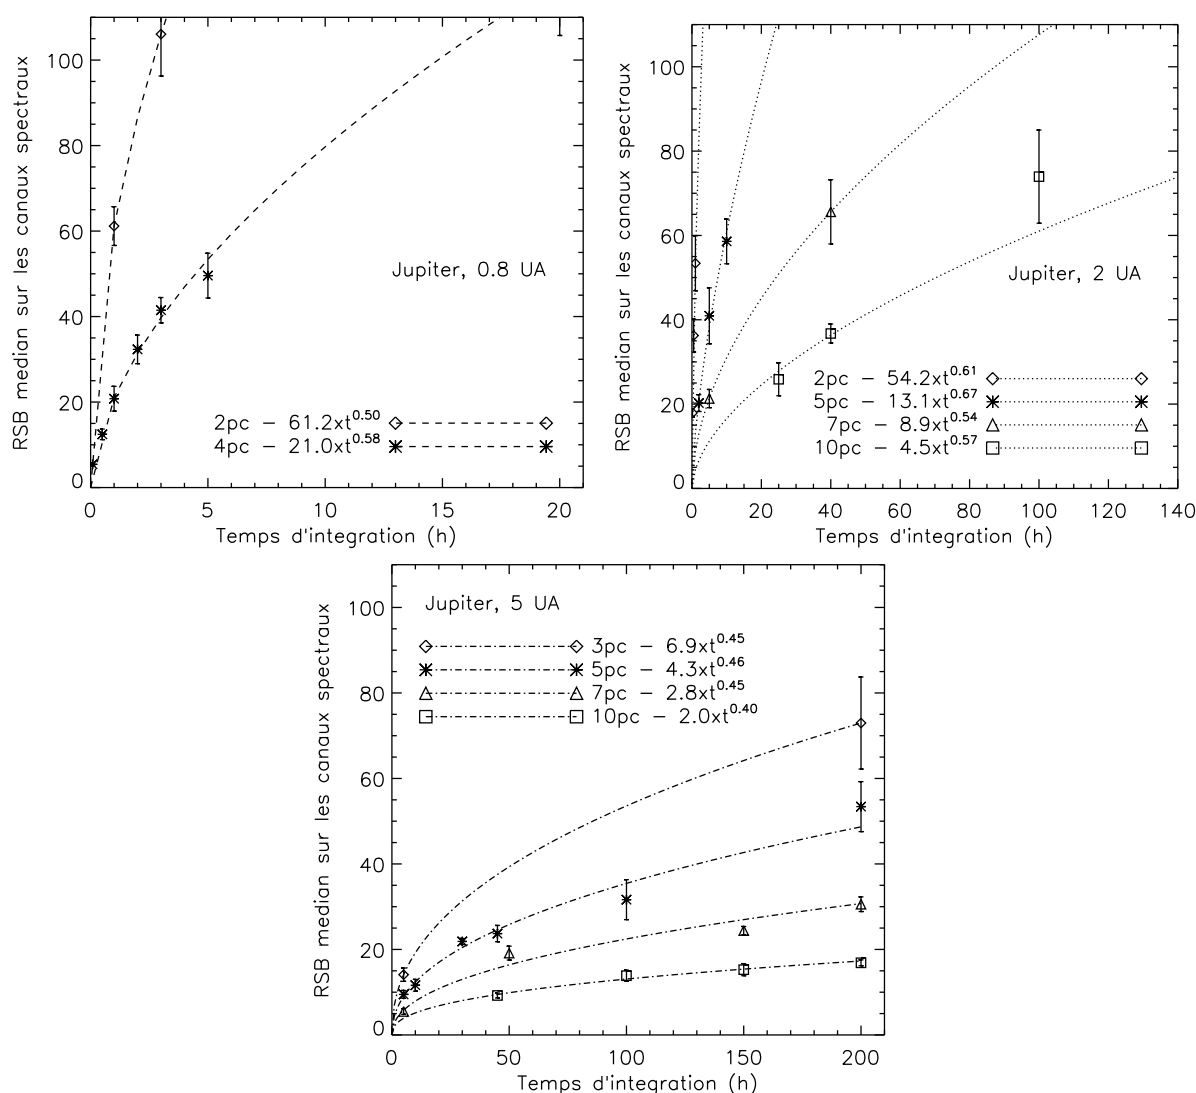 RSB median sur les canaux spectraux
100
80
60
40
20
0
Jupiter, 0.8 UA
2pc − 61.2xt^0.50
4pc − 21.0xt^0.58
0 5 10 15 20
Temps d'integration (h)
RSB median sur les canaux spectraux
100
80
60
40
20
0
Jupiter, 2 UA
2pc − 54.2xt^0.61
5pc − 13.1xt^0.67
7pc − 8.9xt^0.54
10pc − 4.5xt^0.57
0 20 40 60 80 100 120 140
Temps d'integration (h)
RSB median sur les canaux spectraux
100
80
60
40
20
0
Jupiter, 5 UA
3pc − 6.9xt^0.45
5pc − 4.3xt^0.46
7pc − 2.8xt^0.45
10pc − 2.0xt^0.40
0 50 100 150 200
Temps d'integration (h)